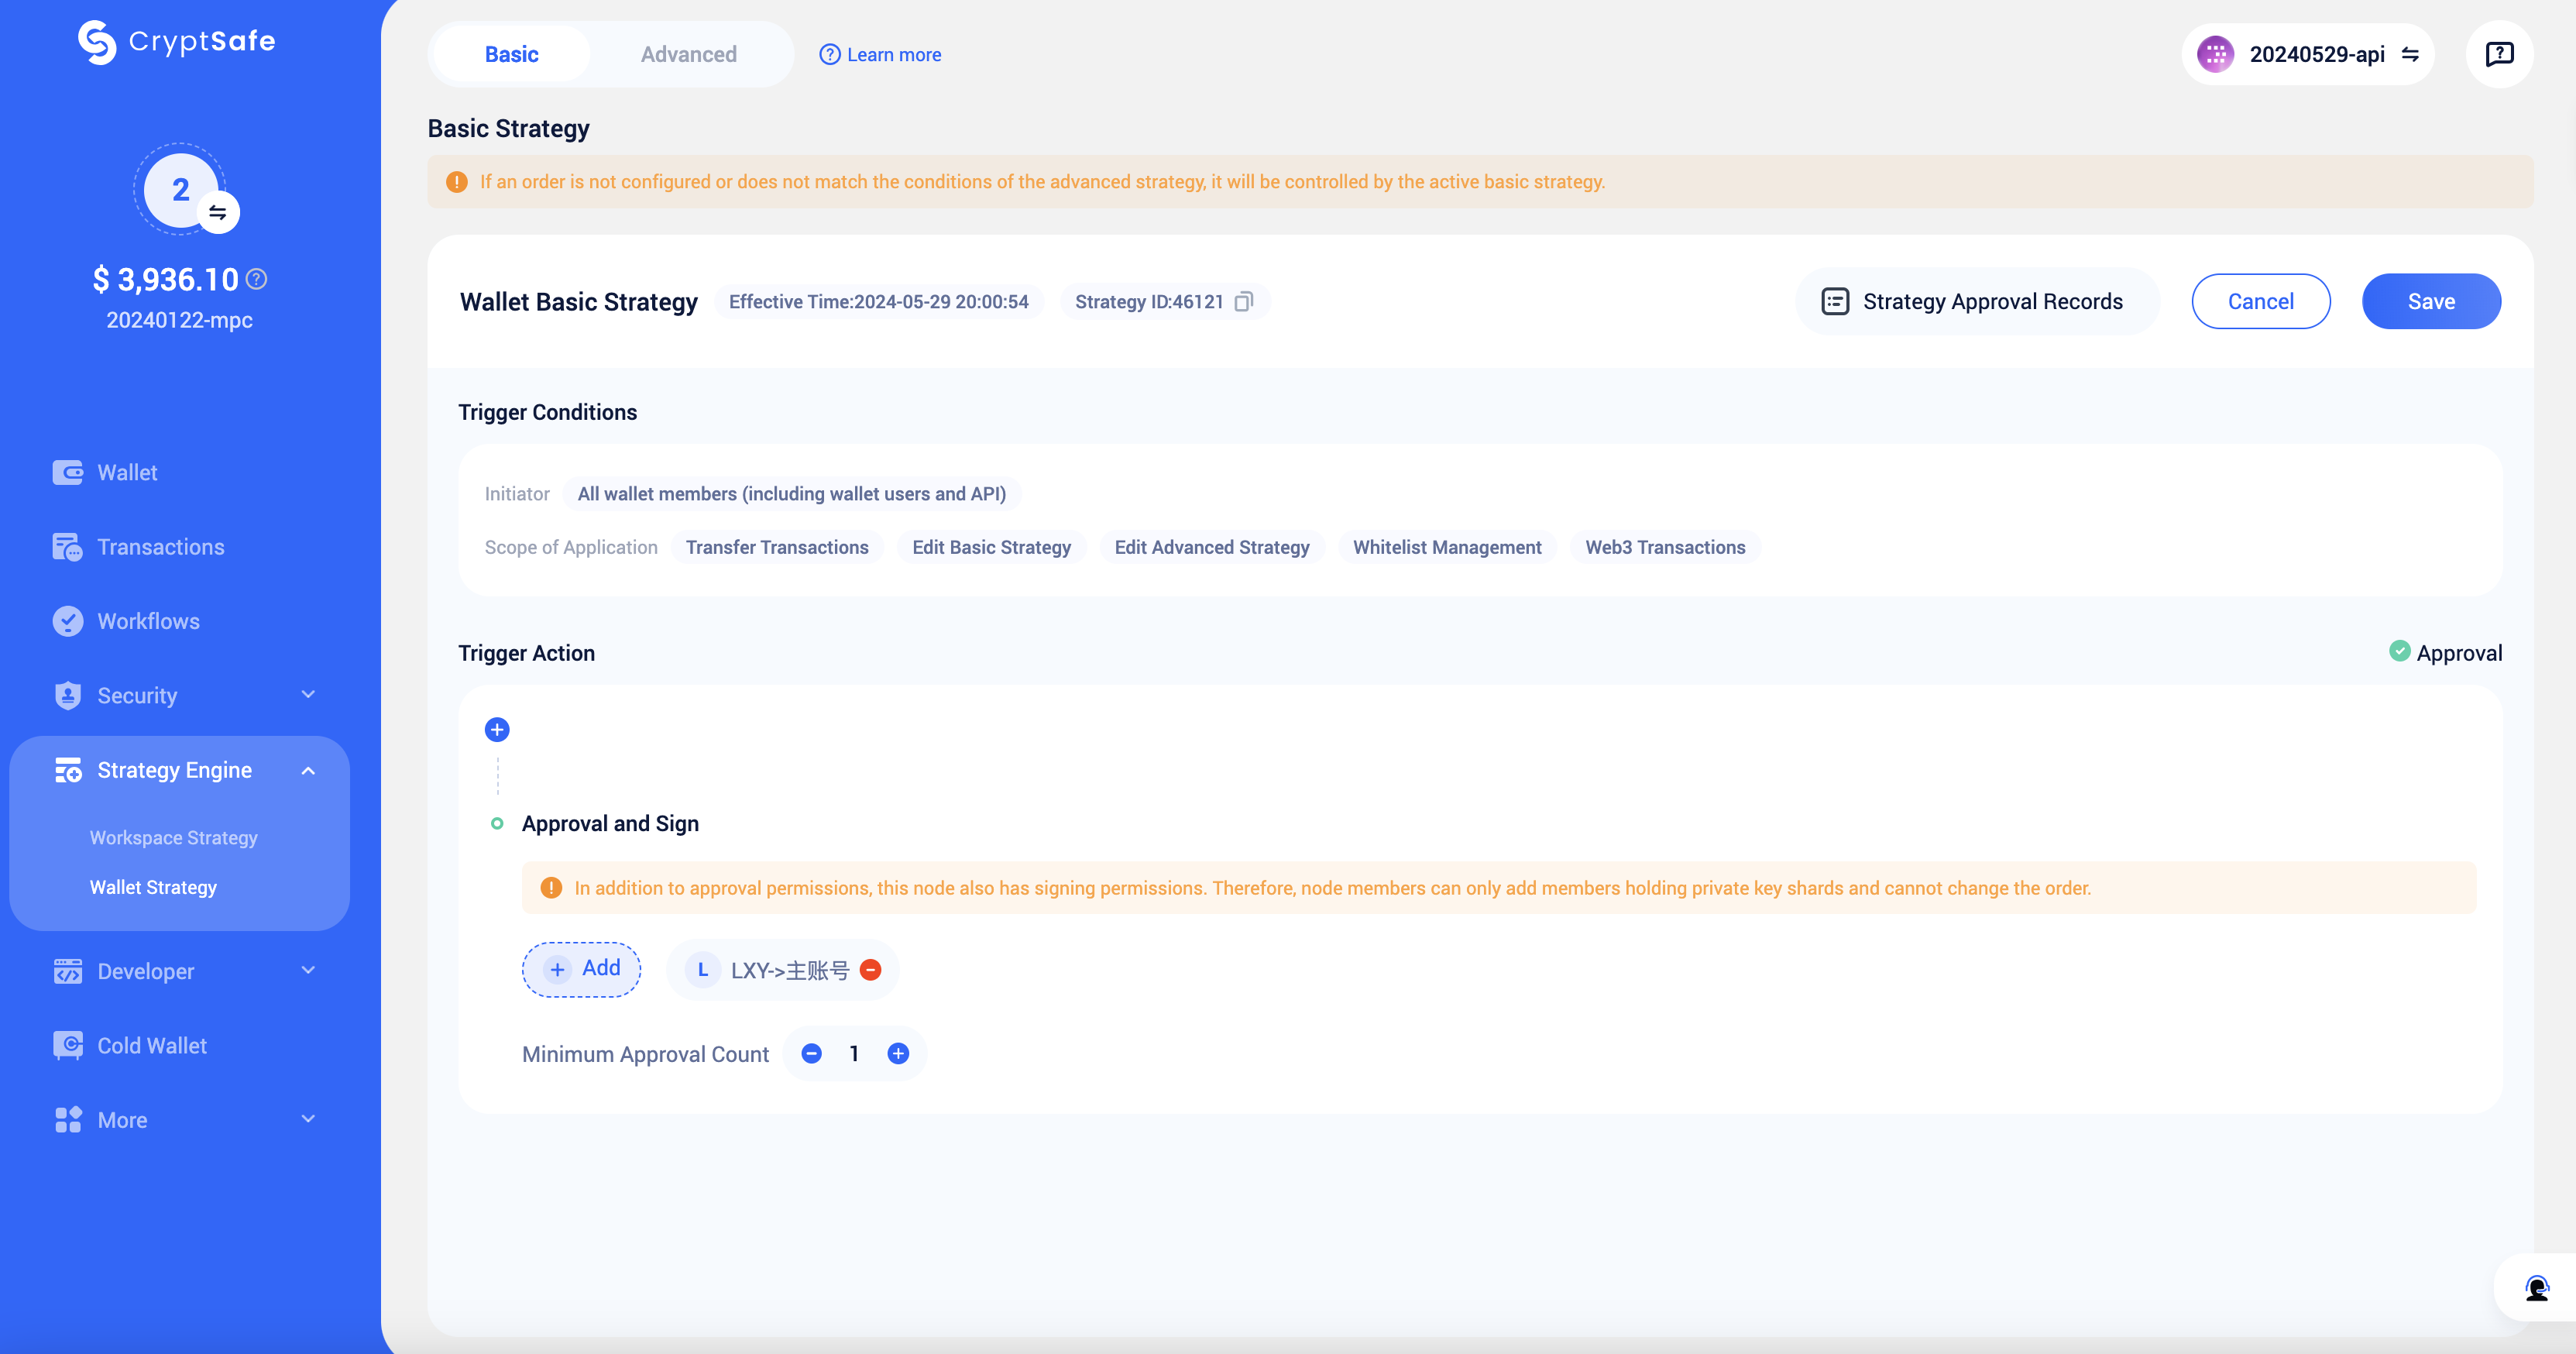 CryptSafe
2
$ 3,936.10
20240122-mpc
Wallet
Transactions
Workflows
Security
Strategy Engine
Workspace Strategy
Wallet Strategy
Developer
Cold Wallet
More
Basic Advanced Learn more
20240529-api
Basic Strategy
If an order is not configured or does not match the conditions of the advanced strategy, it will be controlled by the active basic strategy.
Wallet Basic Strategy Effective Time:2024-05-29 20:00:54 Strategy ID:46121
Strategy Approval Records Cancel Save
Trigger Conditions
Initiator All wallet members (including wallet users and API)
Scope of Application Transfer Transactions Edit Basic Strategy Edit Advanced Strategy Whitelist Management Web3 Transactions
Trigger Action Approval
Approval and Sign
In addition to approval permissions, this node also has signing permissions. Therefore, node members can only add members holding private key shards and cannot change the order.
+ Add L LXY->主账号
Minimum Approval Count 1